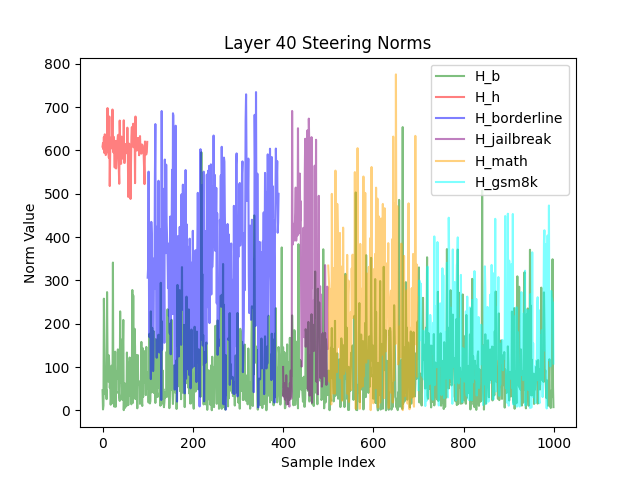 Layer 40 Steering Norms
800
700
600
500
400
300
200
100
0
Norm Value
0
200
400
600
800
1000
Sample Index
H_b
H_h
H_borderline
H_jailbreak
H_math
H_gsm8k